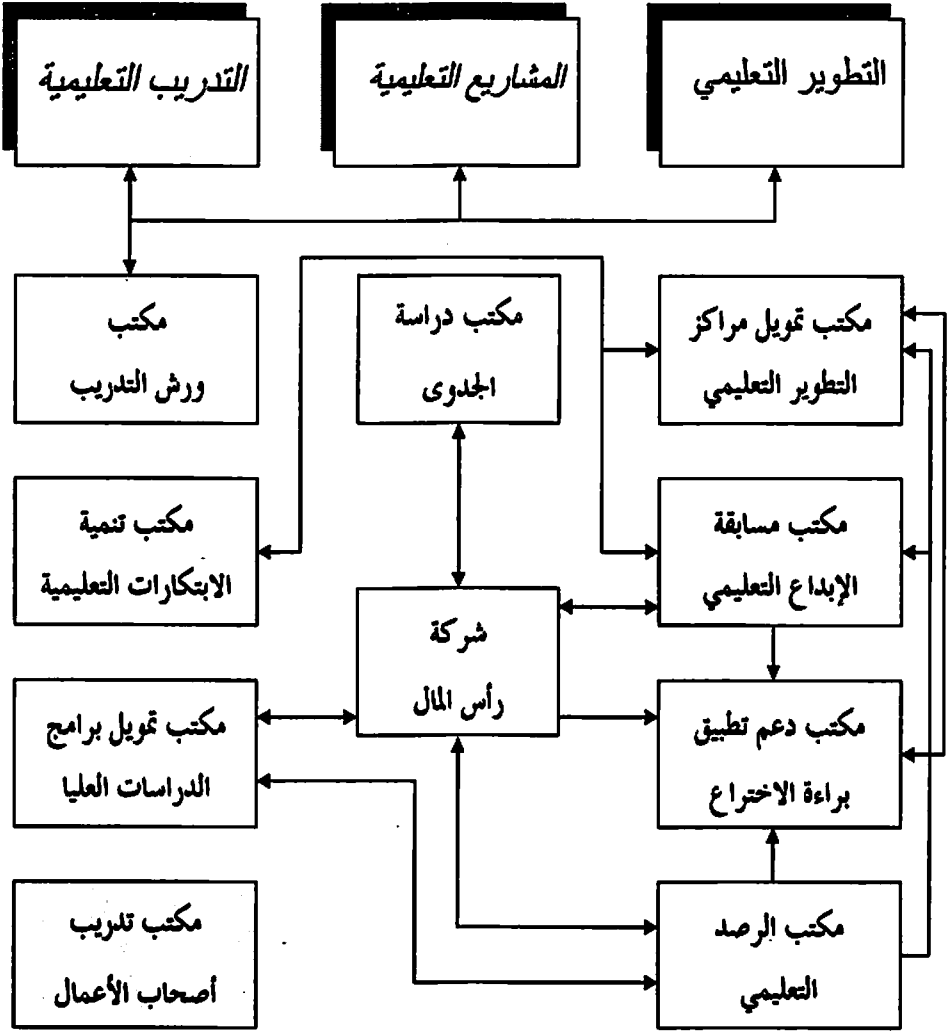 التطوير التعليمي
المشاريع التعليمية
التدريب التعليمية
مكتب تمويل مراكز
التطوير التعليمي
مكتب دراسة
الجدوى
مكتب
ورش التدريب
مكتب مسابقة
الإبداع التعليمي
مكتب تنمية
الابتكارات التعليمية
شركة
رأس المال
مكتب دعم تطبيق
براءة الاختراع
مكتب تمويل برامج
الدراسات العليا
مكتب الرصد
التعليمي
مكتب تدريب
أصحاب الأعمال